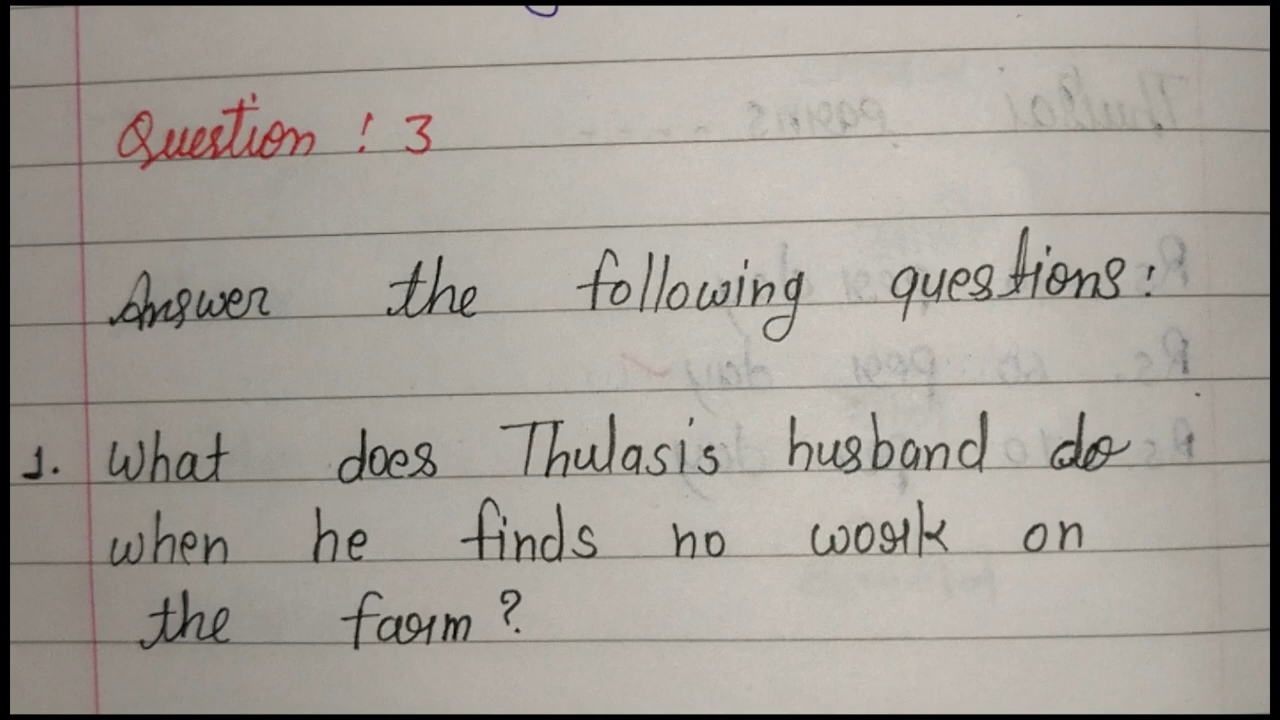 Question : 3
Answer the following questions:
1. What does Thulasis husband do
when he finds no work on
the farm?